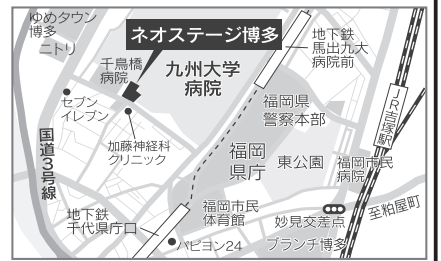 ゆめタウン
博多
ニトリ
ネオステージ博多
千鳥橋
病院
九州大学
病院
地下鉄
馬出九大
病院前
セブン
イレブン
加藤神経科
クリニック
国道3号線
福岡県
警察本部
JR吉塚駅
福岡
県庁
東公園
福岡市民
病院
地下鉄
千代県庁口
福岡市民
体育館
パピヨン24
妙見交差点
ブランチ博多
至粕屋町